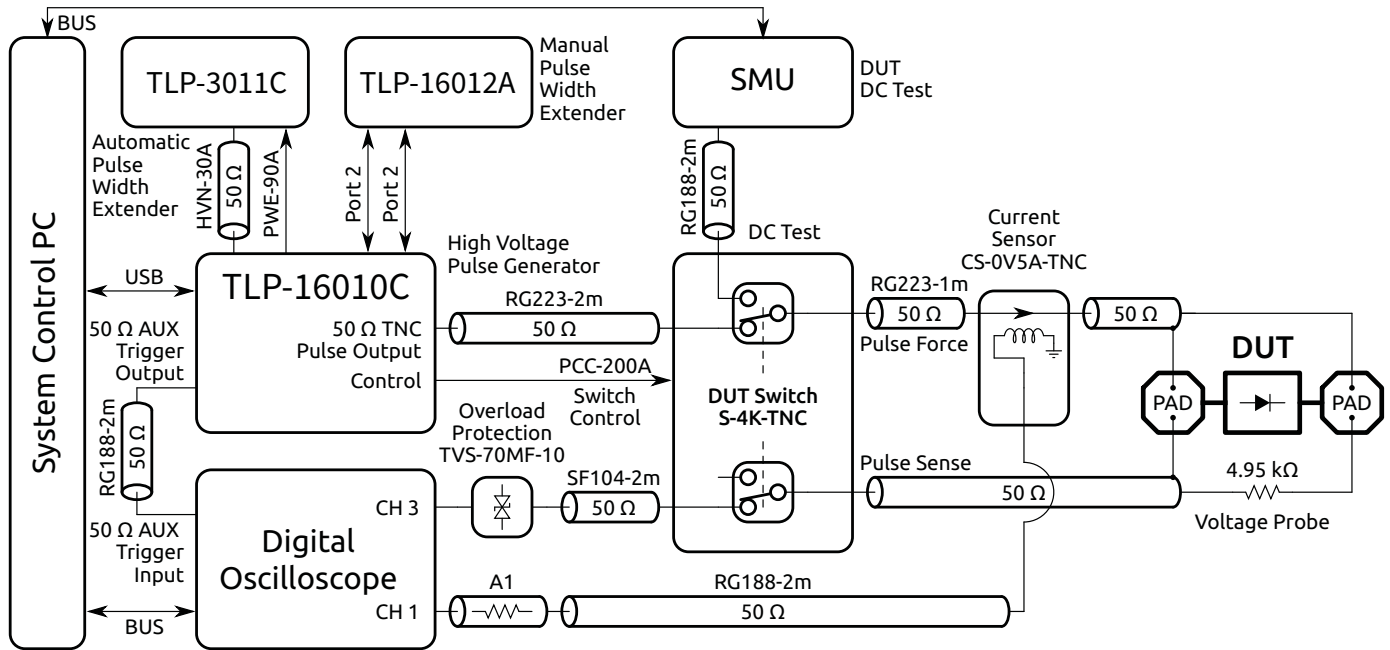 BUS
TLP-3011C
TLP-16012A
Manual
Pulse
Width
Extender
SMU
DUT
DC Test
Automatic
Pulse
Width
Extender
HVN-30A
50 Ω
PWE-90A
Port 2
Port 2
RG188-2m
50 Ω
System Control PC
USB
TLP-16010C
High Voltage
Pulse Generator
RG223-2m
50 Ω
50 Ω TNC
Pulse Output
Control
PCC-200A
Switch
Control
DC Test
DUT Switch
S-4K-TNC
RG223-1m
50 Ω
Pulse Force
Current
Sensor
CS-0V5A-TNC
50 Ω
DUT
PAD
PAD
50 Ω AUX
Trigger
Output
RG188-2m
50 Ω
50 Ω AUX
Trigger
Input
Overload
Protection
TVS-70MF-10
SF104-2m
50 Ω
Pulse Sense
50 Ω
4.95 kΩ
Voltage Probe
CH 3
Digital
Oscilloscope
CH 1
A1
RG188-2m
50 Ω
BUS